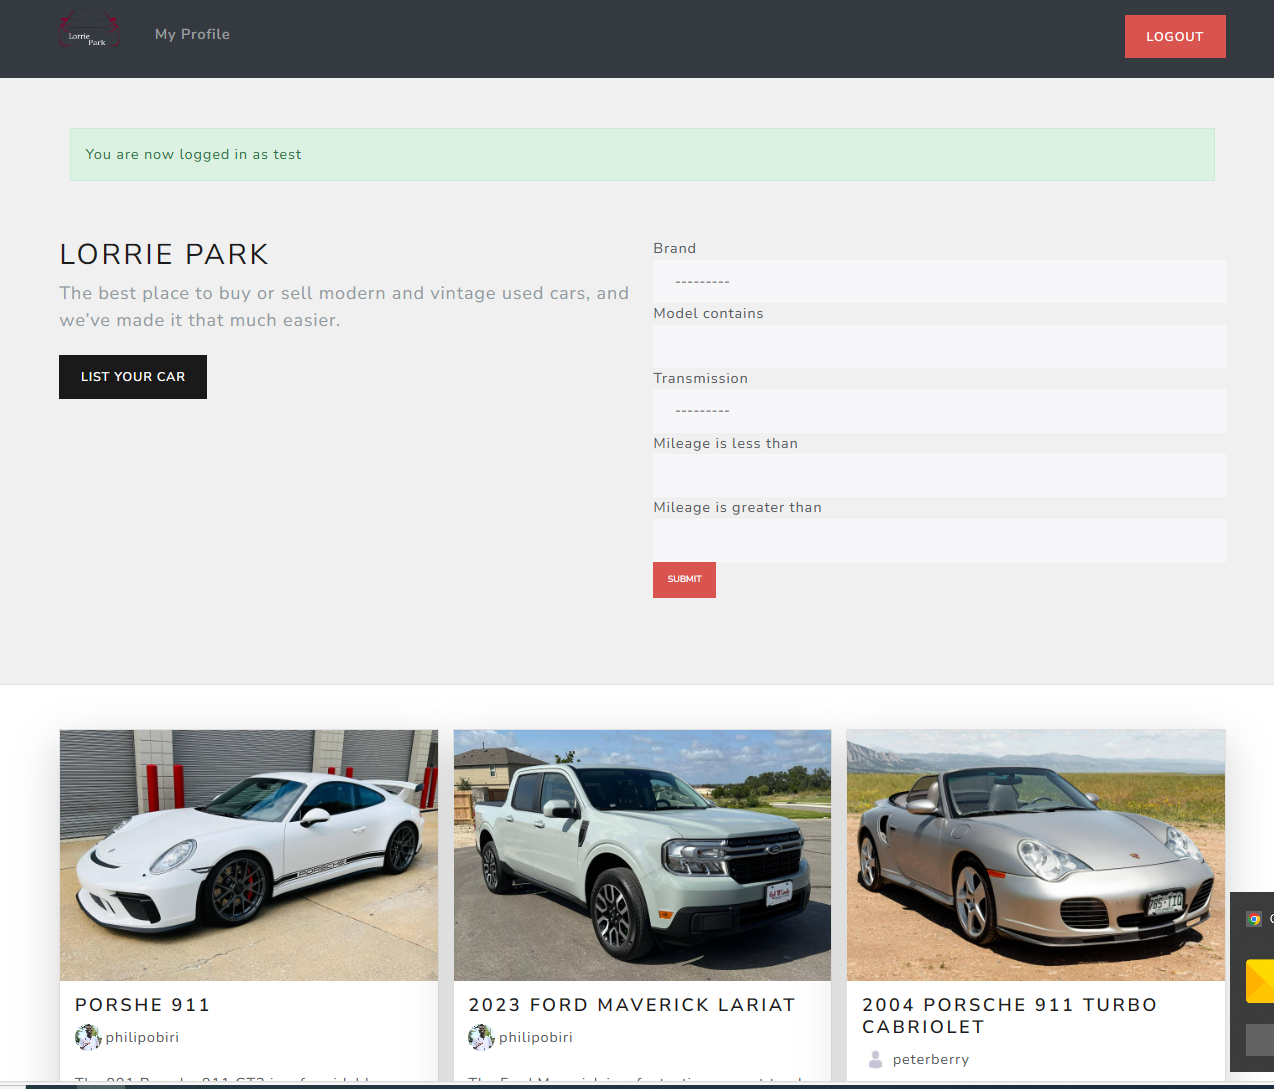 Lorrie
Park
My Profile
LOGOUT
You are now logged in as test
LORRIE PARK
The best place to buy or sell modern and vintage used cars, and
we've made it that much easier.
LIST YOUR CAR
Brand
---------
Model contains
Transmission
---------
Mileage is less than
Mileage is greater than
SUBMIT
PORSCHE
PORSHE 911
philipobiri
2023 FORD MAVERICK LARIAT
philipobiri
2004 PORSCHE 911 TURBO
CABRIOLET
peterberry